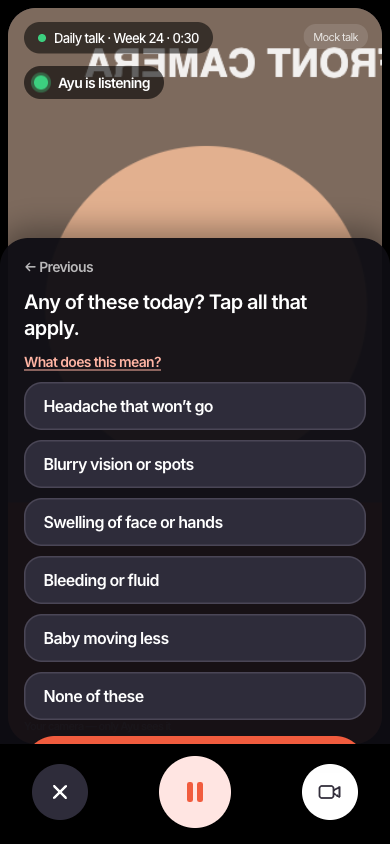 Daily talk · Week 24 · 0:30
Mock talk
FRONT CAMERA
Ayu is listening
← Previous
Any of these today? Tap all that
apply.
What does this mean?
Headache that won’t go
Blurry vision or spots
Swelling of face or hands
Bleeding or fluid
Baby moving less
None of these